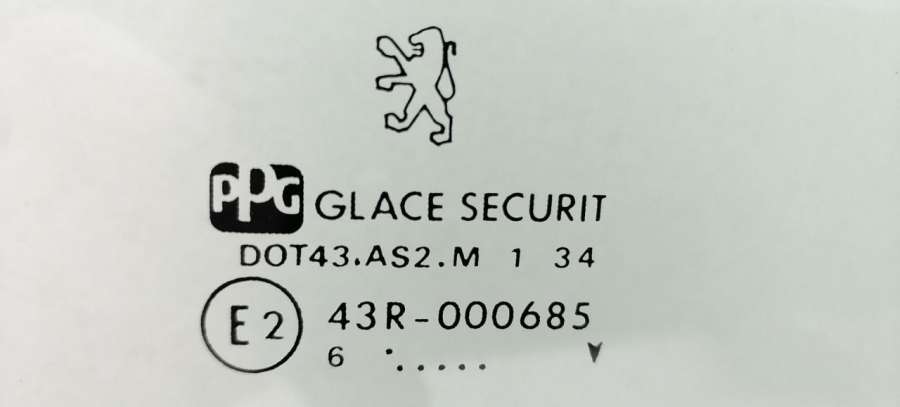 PPG GLACE SECURIT
DOT43.AS2.M 1 34
E2 43R-000685
6 ······